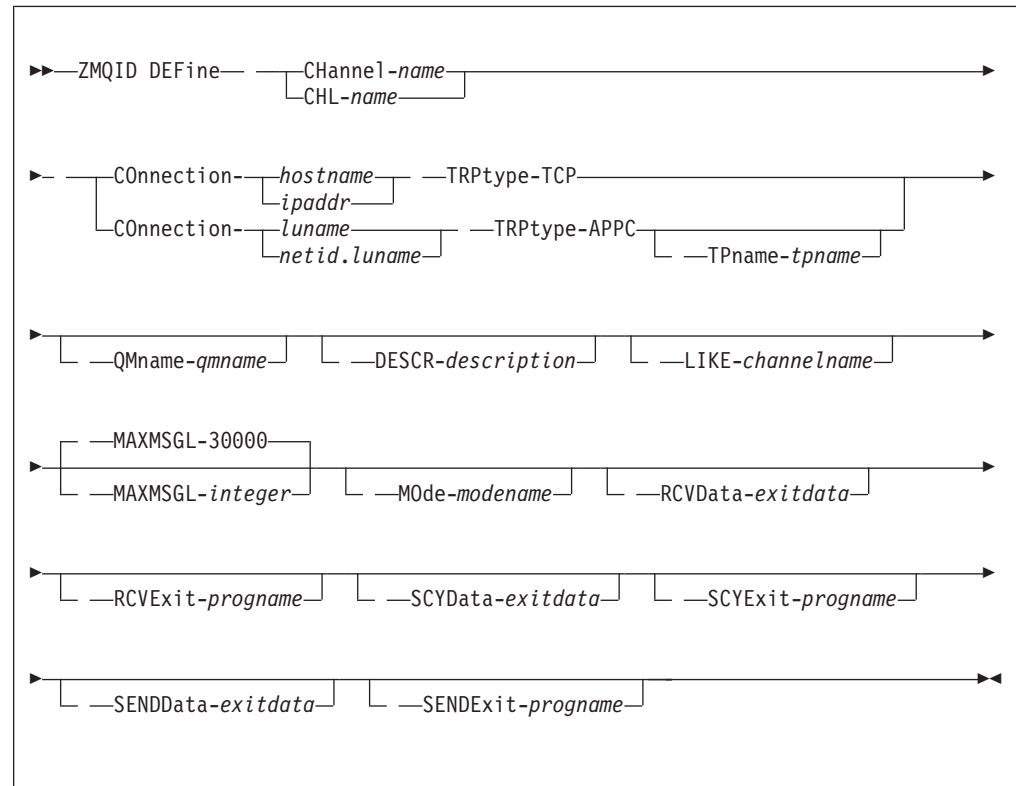 ZMQID DEFine CHannel-name
CHL-name
COnnection- hostname TRPtype-TCP
ipaddr
COnnection- luname TRPtype-APPC
netid.luname TPname-tpname
QMname-qmname DESCR-description LIKE-channelname
MAXMSGL-30000
MAXMSGL-integer MOde-modename RCVData-exitdata
RCVExit-progname SCYData-exitdata SCYExit-progname
SENDData-exitdata SENDExit-progname